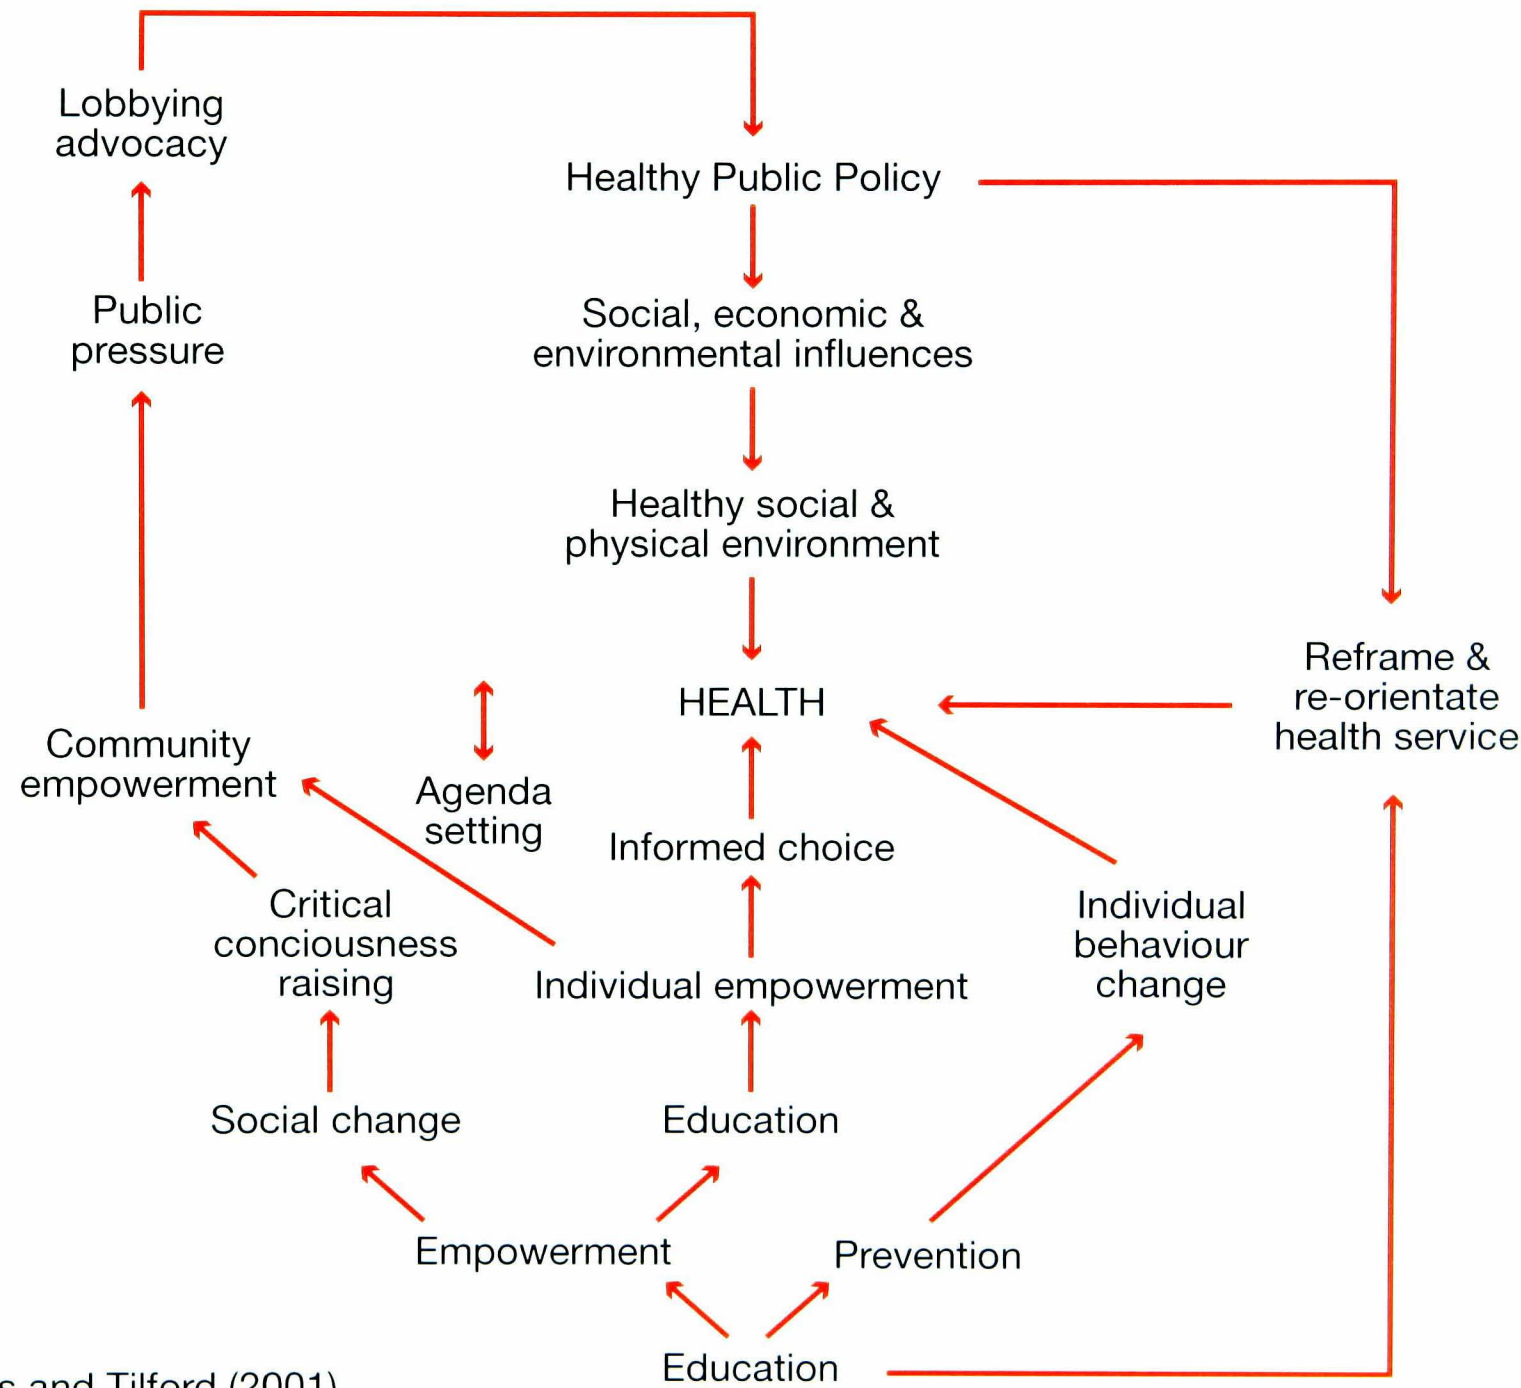 Lobbying
advocacy
Healthy Public Policy
Public
pressure
Social, economic &
environmental influences
Healthy social &
physical environment
Reframe &
re-orientate
health service
HEALTH
Community
empowerment
Agenda
setting
Informed choice
Critical
conciousness
raising
Individual empowerment
Individual
behaviour
change
Social change
Education
Empowerment
Prevention
Education
and Tilford (2001)